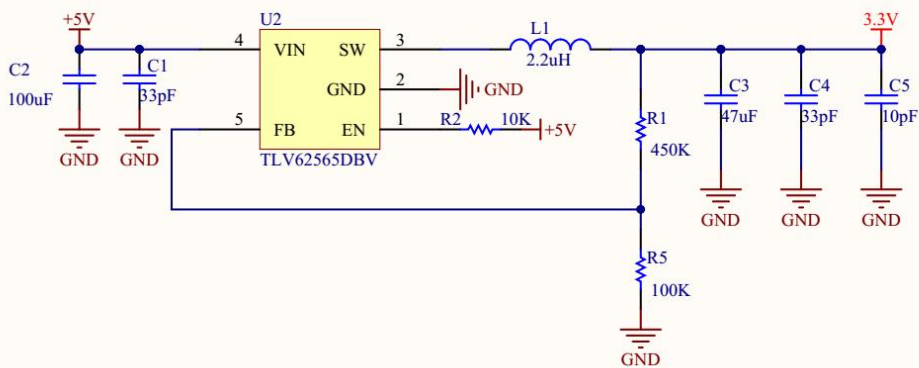 +5V
U2
3.3V
4
VIN
SW
3
L1
2.2uH
C2
100uF
C1
33pF
GND
2
GND
C3
47uF
C4
33pF
C5
10pF
5
FB
EN
1
R2
10K
+5V
R1
450K
GND
GND
TLV62565DBV
GND
GND
GND
R5
100K
GND